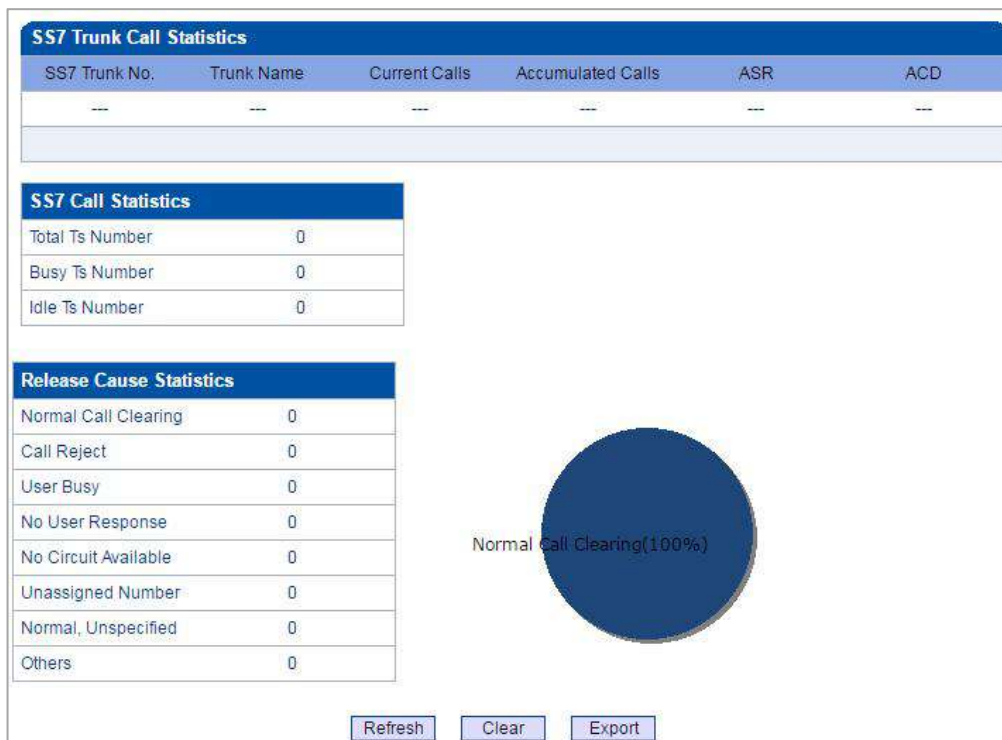 SS7 Trunk Call Statistics
SS7 Trunk No. Trunk Name Current Calls Accumulated Calls ASR ACD
--- --- --- --- --- ---
SS7 Call Statistics
Total Ts Number 0
Busy Ts Number 0
Idle Ts Number 0
Release Cause Statistics
Normal Call Clearing 0
Call Reject 0
User Busy 0
No User Response 0
No Circuit Available 0
Unassigned Number 0
Normal, Unspecified 0
Others 0
Normal Call Clearing(100%)
Refresh Clear Export